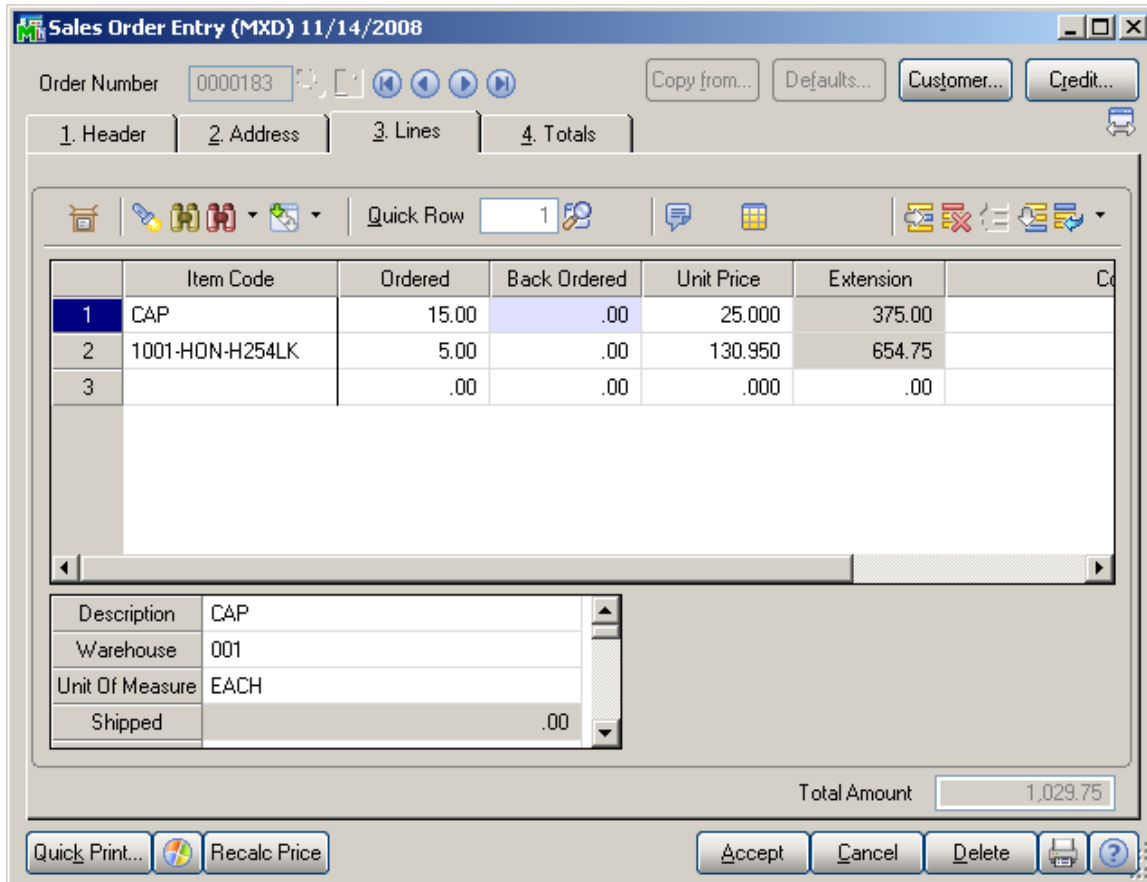 Sales Order Entry (MXD) 11/14/2008
Order Number 0000183 Copy from... Defaults... Customer... Credit...
1. Header 2. Address 3. Lines 4. Totals
Quick Row 1
Item Code Ordered Back Ordered Unit Price Extension
1 CAP 15.00 .00 25.000 375.00
2 1001-HON-H254LK 5.00 .00 130.950 654.75
3 .00 .00 .000 .00
Description CAP
Warehouse 001
Unit Of Measure EACH
Shipped .00
Total Amount 1,029.75
Quick Print... Recalc Price Accept Cancel Delete